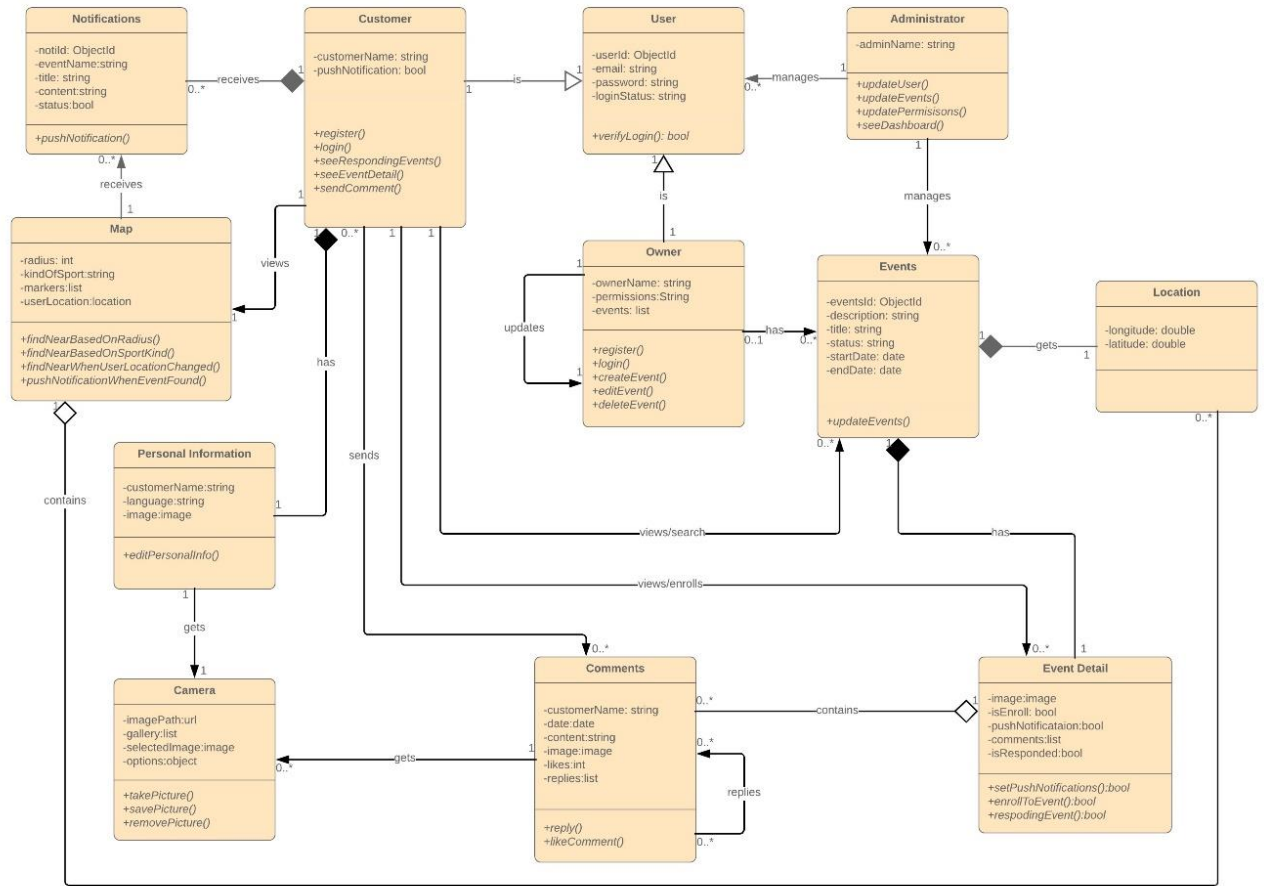 Notifications
-notiId: ObjectId
-eventName:string
-title: string
-content:string
-status:bool
+pushNotification()
receives
1
0..*
Customer
-customerName: string
-pushNotification: bool
+register()
+login()
+seeRespondingEvents()
+seeEventDetail()
+sendComment()
is
1
User
-userId: ObjectId
-email: string
-password: string
-loginStatus: string
+verifyLogin(): bool
1
1
manages
1
0..*
Administrator
-adminName: string
+updateUser()
+updateEvents()
+updatePermisisons()
+seeDashboard()
1
manages
0..*
0..*
receives
1
Map
-radius: int
-kindOfSport:string
-markers:list
-userLocation:location
+findNearBasedOnRadius()
+findNearBasedOnSportKind()
+findNearWhenUserLocationChanged()
+pushNotificationWhenEventFound()
1
views
1
1
0..*
1
1
is
1
Owner
-ownerName: string
-permissions:String
-events: list
+register()
+login()
+createEvent()
+editEvent()
+deleteEvent()
1
updates
1
has
0..1
0..*
Events
-eventsId: ObjectId
-description: string
-title: string
-status: string
-startDate: date
-endDate: date
+updateEvents()
0..*
1
1
gets
1
Location
-longitude: double
-latitude: double
0..*
has
1
contains
1
Personal Information
-customerName:string
-language:string
-image:image
+editPersonalInfo()
1
gets
1
sends
views/search
has
views/enrolls
0..*
0..*
1
Camera
-imagePath:url
-gallery:list
-selectedImage:image
-options:object
+takePicture()
+savePicture()
+removePicture()
0..*
gets
1
Comments
-customerName: string
-date:date
-content:string
-image:image
-likes:int
-replies:list
+reply()
+likeComment()
0..*
contains
1
0..*
replies
0..*
Event Detail
-image:image
-isEnroll: bool
-pushNotificataion:bool
-comments:list
-isResponded:bool
+setPushNotifications():bool
+enrollToEvent():bool
+respodingEvent():bool